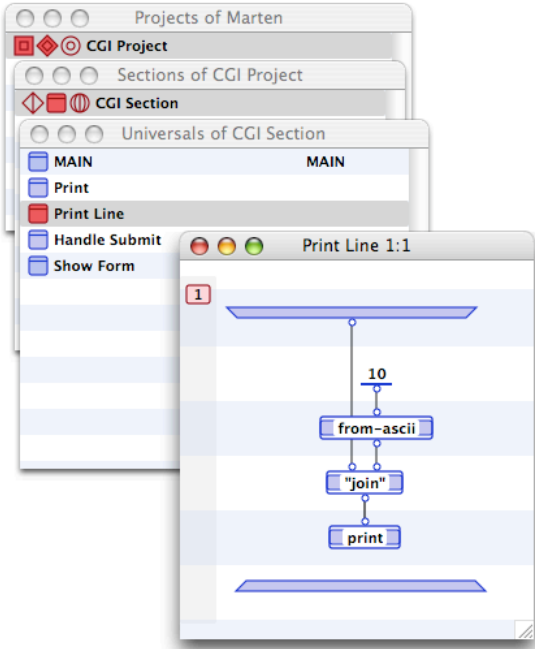 Projects of Marten
CGI Project
Sections of CGI Project
CGI Section
Universals of CGI Section
MAIN MAIN
Print
Print Line
Handle Submit
Show Form
Print Line 1:1
1
10
from-ascii
"join"
print